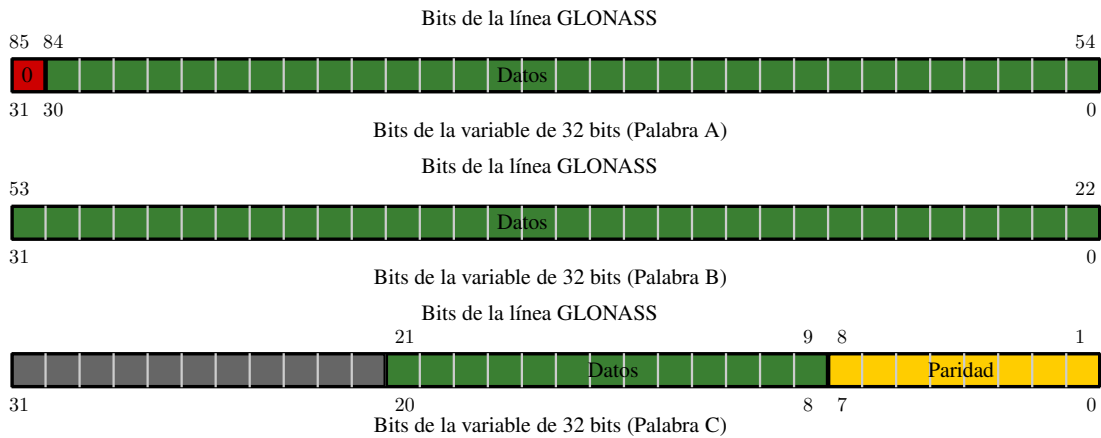 Bits de la línea GLONASS
85 84 54
0 Datos
31 30 0
Bits de la variable de 32 bits (Palabra A)
Bits de la línea GLONASS
53 22
Datos
31 0
Bits de la variable de 32 bits (Palabra B)
Bits de la línea GLONASS
21 9 8 1
Datos Paridad
31 20 8 7 0
Bits de la variable de 32 bits (Palabra C)